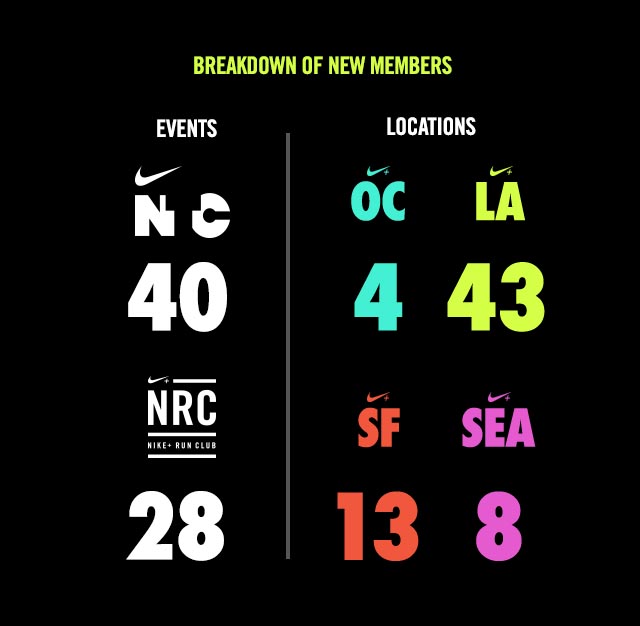 BREAKDOWN OF NEW MEMBERS
EVENTS
N C
40
NRC
NIKE+ RUN CLUB
28
LOCATIONS
OC LA
4 43
SF SEA
13 8